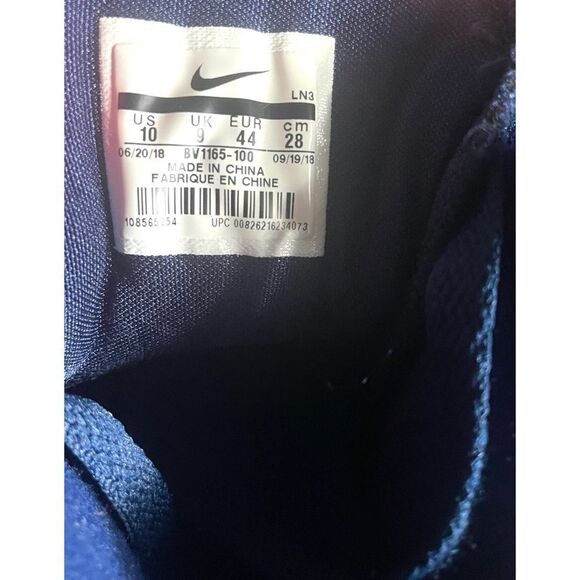 LN3
US UK EUR cm
10 9 44 28
06/20/18 BV1165-100 09/19/18
MADE IN CHINA
FABRIQUE EN CHINE
UPC 00826216234073